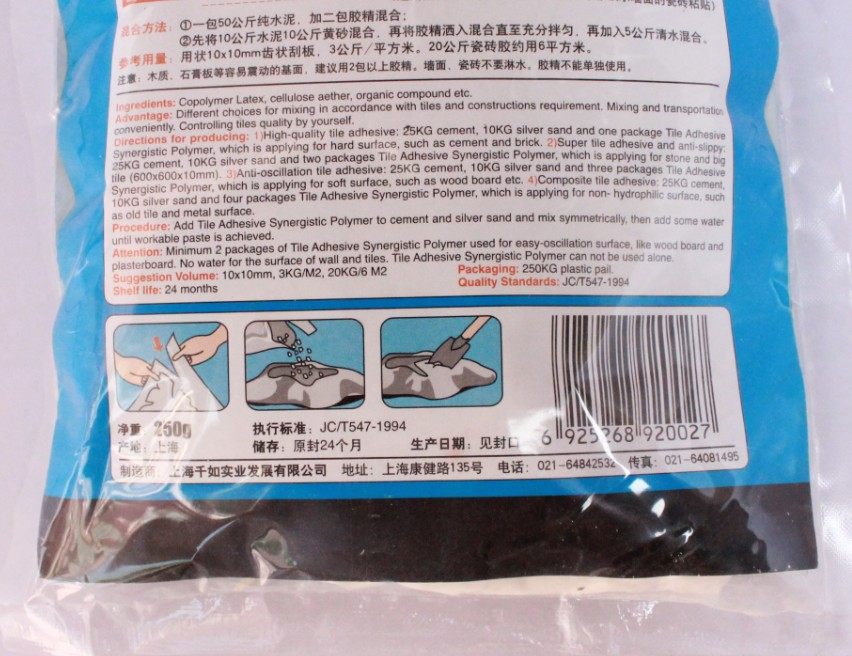 墙面的瓷砖粘贴)
混合方法：①一包50公斤纯水泥，加二包胶精混合；
②先将10公斤水泥10公斤黄砂混合，再将胶精洒入混合直至充分拌匀，再加入5公斤清水混合。
参考用量：用状10x10mm齿状刮板，3公斤/平方米。20公斤瓷砖胶约用6平方米。
注意：木质、石膏板等容易震动的基面，建议用2包以上胶精。墙面、瓷砖不要淋水。胶精不能单独使用。
Ingredients: Copolymer Latex, cellulose aether, organic compound etc.
Advantage: Different choices for mixing in accordance with tiles and constructions requirement. Mixing and transportation
conveniently. Controlling tiles quality by yourself.
Directions for producing: 1)High-quality tile adhesive: 25KG cement, 10KG silver sand and one package Tile Adhesive
Synergistic Polymer, which is applying for hard surface, such as cement and brick. 2)Super tile adhesive and anti-slippy:
25KG cement, 10KG silver sand and two packages Tile Adhesive Synergistic Polymer, which is applying for stone and big
tile (600x600x10mm). 3)Anti-oscillation tile adhesive: 25KG cement, 10KG silver sand and three packages Tile Adhesive
Synergistic Polymer, which is applying for soft surface, such as wood board etc. 4)Composite tile adhesive: 25KG cement,
10KG silver sand and four packages Tile Adhesive Synergistic Polymer, which is applying for non- hydrophilic surface, such
as old tile and metal surface.
Procedure: Add Tile Adhesive Synergistic Polymer to cement and silver sand and mix symmetrically, then add some water
until workable paste is achieved.
Attention: Minimum 2 packages of Tile Adhesive Synergistic Polymer used for easy-oscillation surface, like wood board and
plasterboard. No water for the surface of wall and tiles. Tile Adhesive Synergistic Polymer can not be used alone.
Suggestion Volume: 10x10mm, 3KG/M2, 20KG/6 M2 Packaging: 250KG plastic pail.
Shelf life: 24 months Quality Standards: JC/T547-1994
净重：250g 执行标准：JC/T547-1994
产地：上海 储存：原封24个月 生产日期：见封口 6 925268 920027
制造商：上海千如实业发展有限公司 地址：上海康健路135号 电话：021-64842532 传真：021-64081495